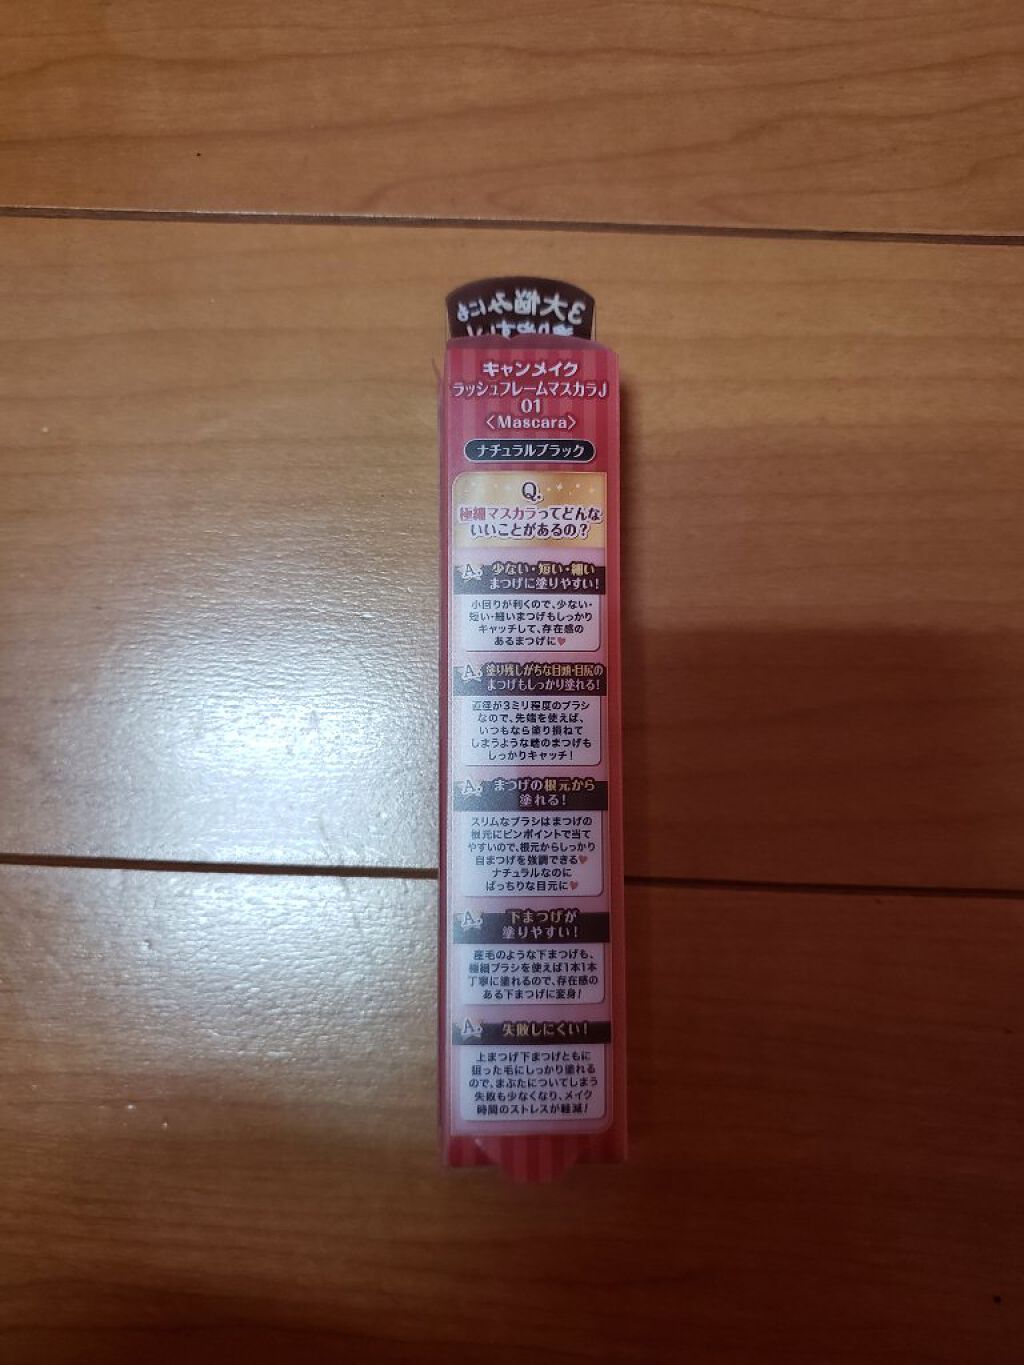 3大悩みにも
キャンメイク
ラッシュフレームマスカラJ
01
〈Mascara〉
ナチュラルブラック
Q.
極細マスカラってどんな
いいことがあるの？
A. 少ない・短い・細い
まつげに塗りやすい！
小回りが利くので、少ない・
短い・細いまつげもしっかり
キャッチして、存在感の
あるまつげに♥
A. 塗り残しがちな目頭・目尻の
まつげもしっかり塗れる！
直径が3ミリ程度のブラシ
なので、先端を使えば、
いつもなら塗り損ねて
しまうような端のまつげも
しっかりキャッチ！
A. まつげの根元から
塗れる！
スリムなブラシはまつげの
根元にピンポイントで当て
やすいので、根元からしっかり
自まつげを強調できる♥
ナチュラルなのに
ぱっちりな目元に♥
A. 下まつげが
塗りやすい！
産毛のような下まつげも、
極細ブラシを使えば1本1本
丁寧に塗れるので、存在感の
ある下まつげに変身！
A. 失敗しにくい！
上まつげ下まつげともに
狙った毛にしっかり塗れる
ので、まぶたについてしまう
失敗も少なくなり、メイク
時間のストレスが軽減！